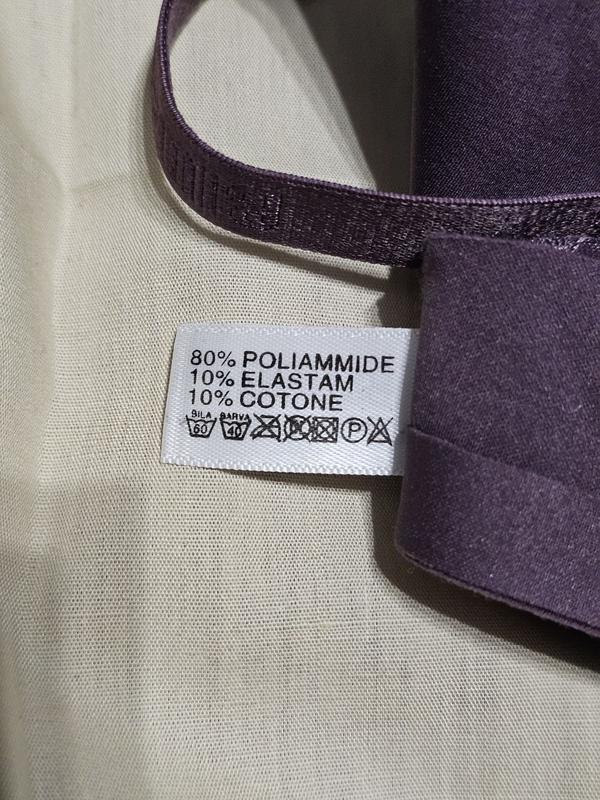 80% POLIAMMIDE
10% ELASTAM
10% COTONE
BILA BARVA
60 40 P